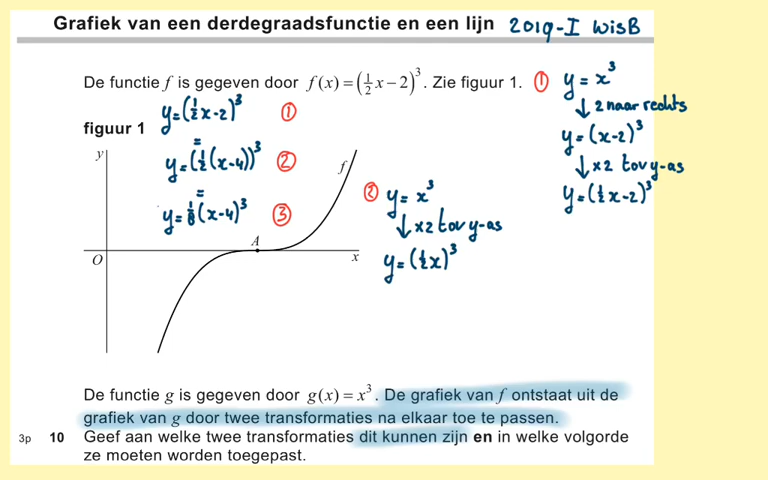 Grafiek van een derdegraadsfunctie en een lijn 2019-I WisB
De functie f is gegeven door f(x) = (½x − 2)³. Zie figuur 1.
figuur 1
y=(½x-2)³ ①
=
y=(½(x-4))³ ②
=
y=⅛(x-4)³ ③
① y=x³
↓ 2 naar rechts
y=(x-2)³
↓ x2 tov y-as
y=(½x-2)³
② y=x³
↓ x2 tov y-as
y=(½x)³
y
f
A
O
x
De functie g is gegeven door g(x) = x³. De grafiek van f ontstaat uit de
grafiek van g door twee transformaties na elkaar toe te passen.
3p 10 Geef aan welke twee transformaties dit kunnen zijn en in welke volgorde
ze moeten worden toegepast.